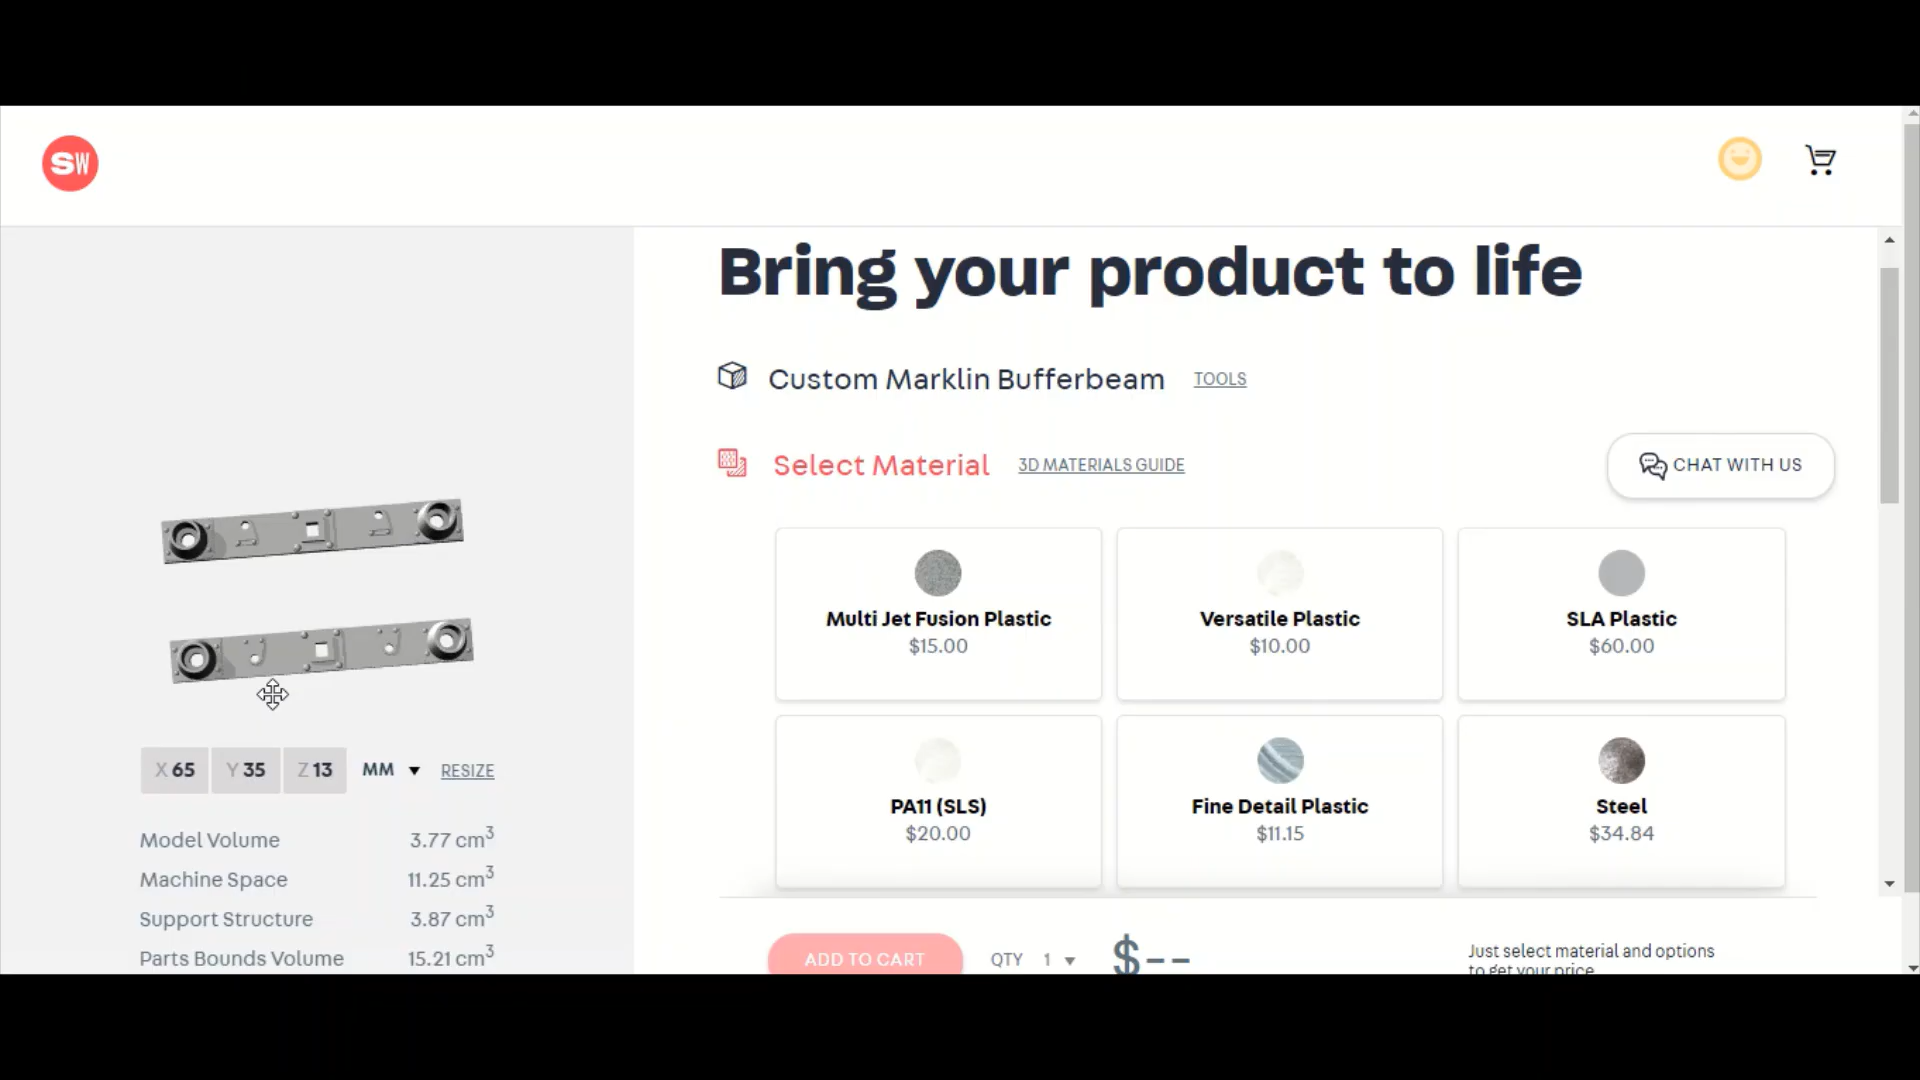 SW
Bring your product to life
Custom Marklin Bufferbeam TOOLS
Select Material 3D MATERIALS GUIDE
CHAT WITH US
Multi Jet Fusion Plastic
$15.00
Versatile Plastic
$10.00
SLA Plastic
$60.00
PA11 (SLS)
$20.00
Fine Detail Plastic
$11.15
Steel
$34.84
X 65 Y 35 Z 13 MM RESIZE
Model Volume 3.77 cm³
Machine Space 11.25 cm³
Support Structure 3.87 cm³
Parts Bounds Volume 15.21 cm³
ADD TO CART QTY 1 $--
Just select material and options
to get your price